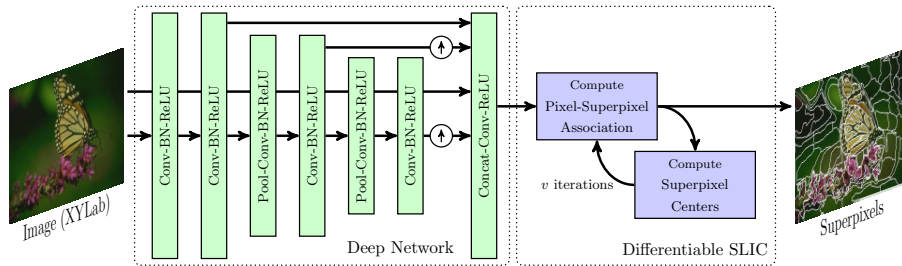 Image (XYLab)
Conv-BN-ReLU
Conv-BN-ReLU
Pool-Conv-BN-ReLU
Conv-BN-ReLU
Pool-Conv-BN-ReLU
Conv-BN-ReLU
Concat-Conv-ReLU
Deep Network
Compute
Pixel-Superpixel
Association
Compute
Superpixel
Centers
v iterations
Differentiable SLIC
Superpixels